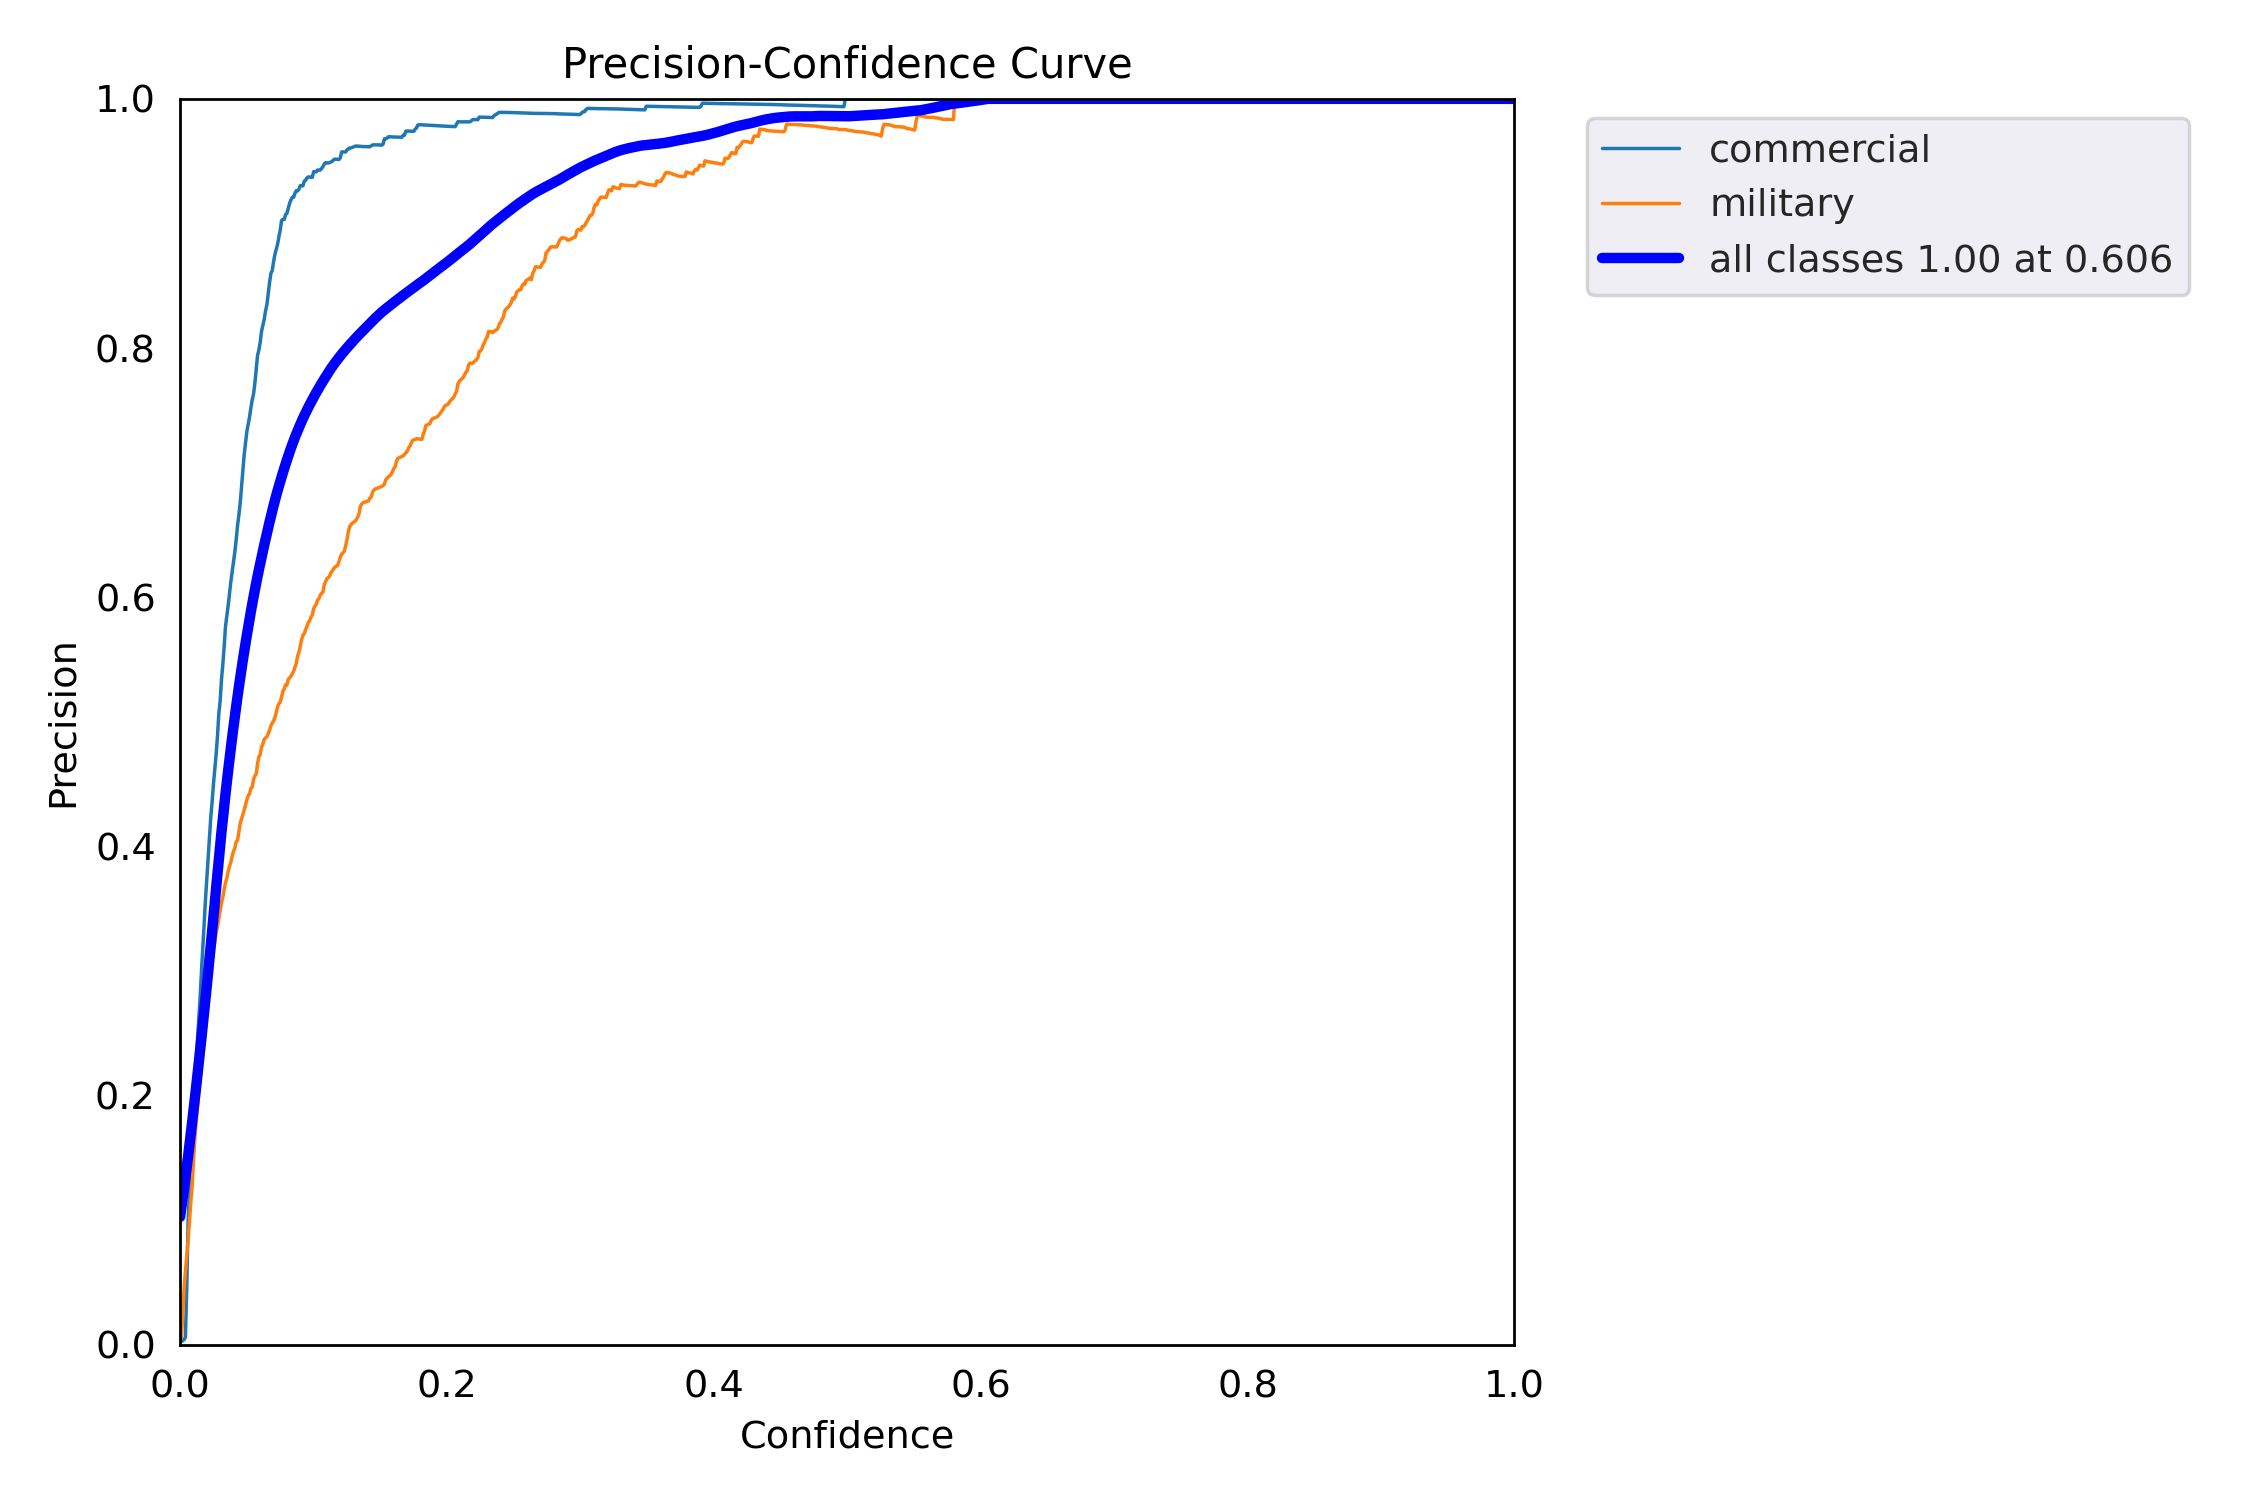 Precision-Confidence Curve
1.0
0.8
0.6
0.4
0.2
0.0
Precision
0.0 0.2 0.4 0.6 0.8 1.0
Confidence
commercial
military
all classes 1.00 at 0.606